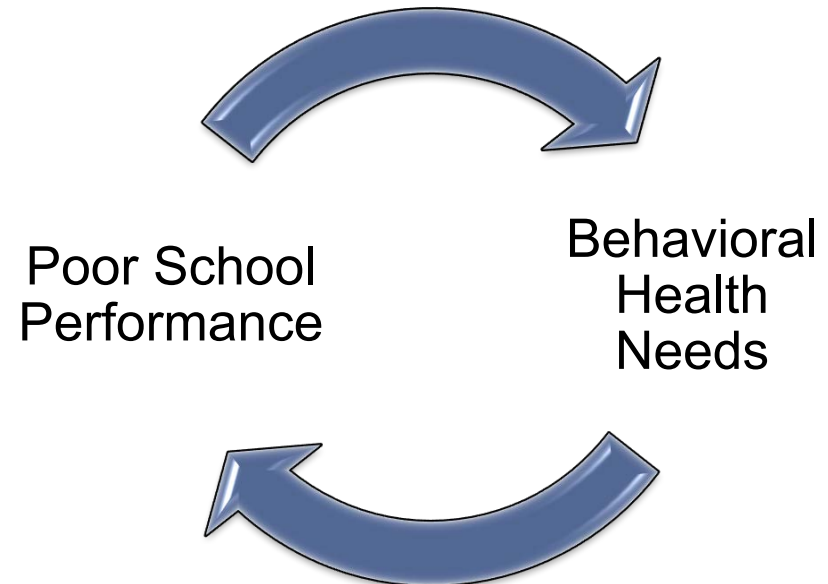 Poor School
Performance
Behavioral
Health
Needs